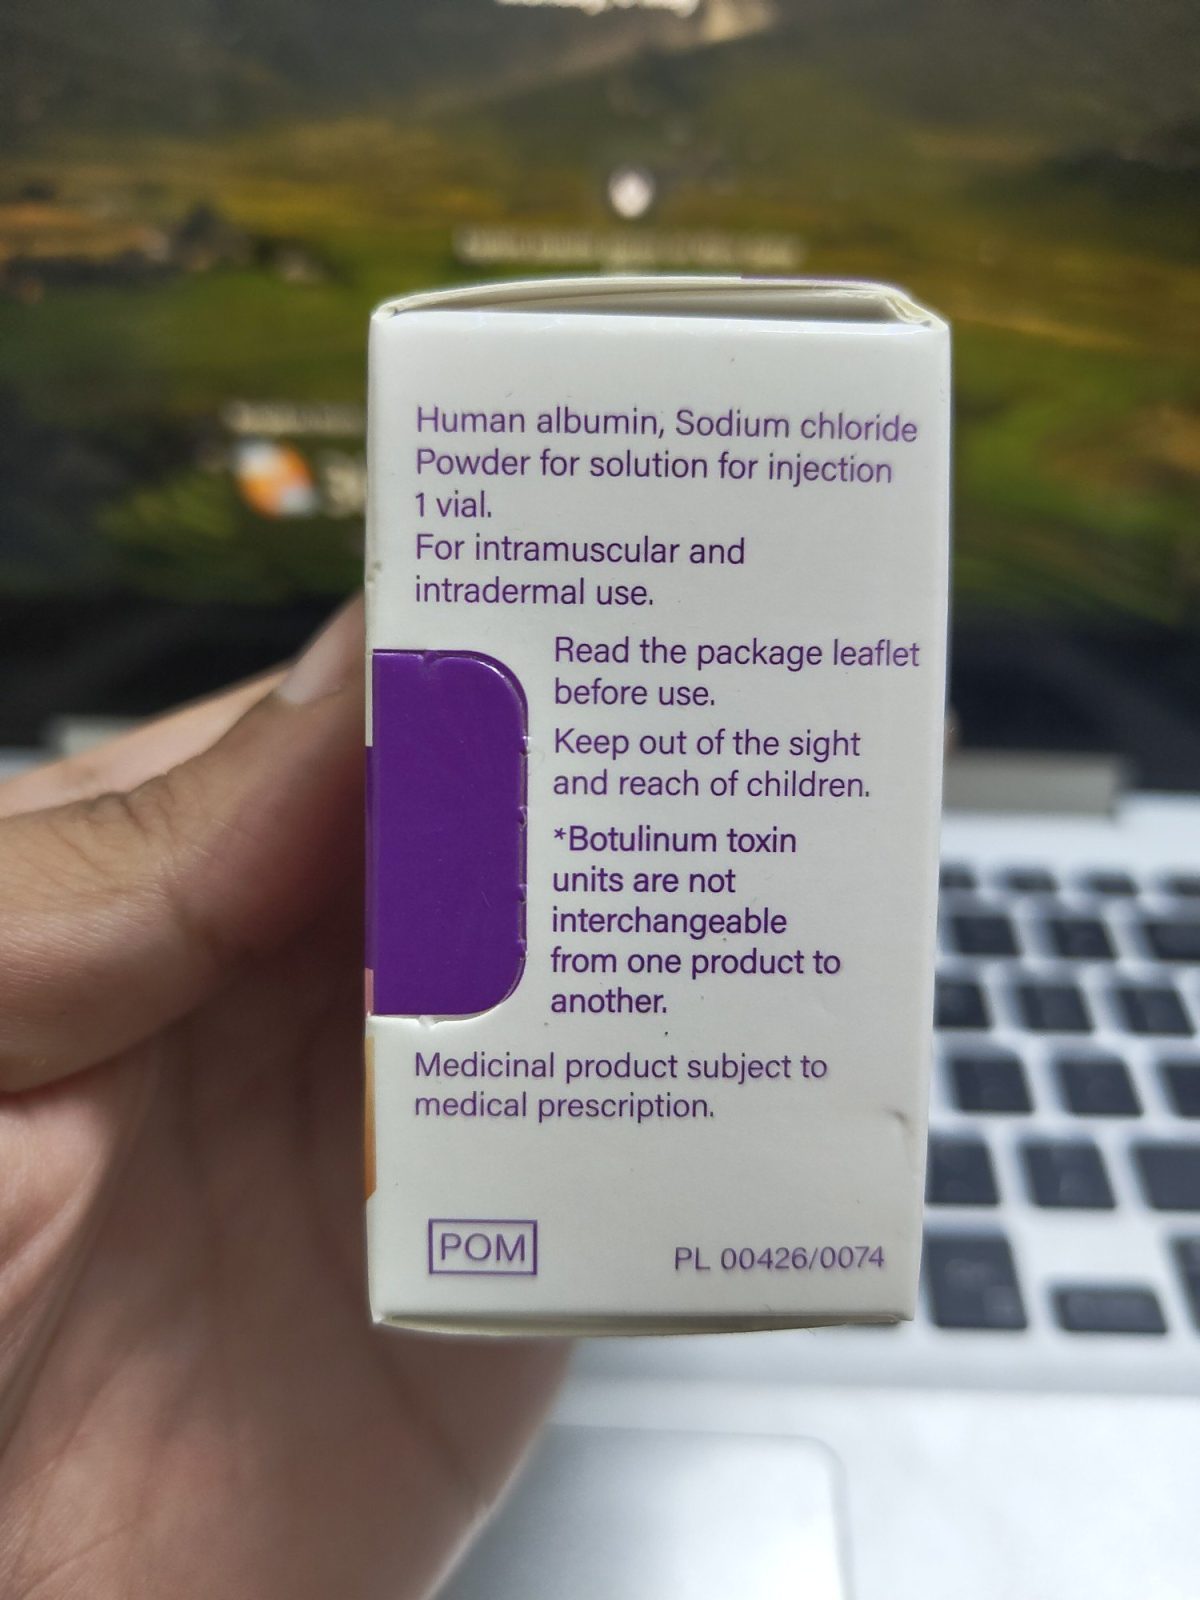 Human albumin, Sodium chloride
Powder for solution for injection
1 vial.
For intramuscular and
intradermal use.
Read the package leaflet
before use.
Keep out of the sight
and reach of children.
*Botulinum toxin
units are not
interchangeable
from one product to
another.
Medicinal product subject to
medical prescription.
POM
PL 00426/0074